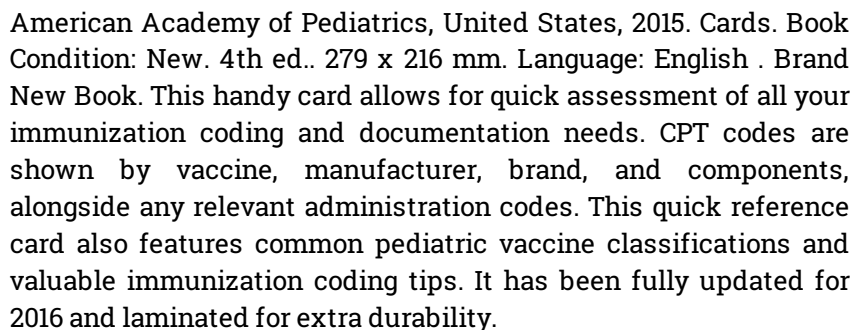 American Academy of Pediatrics, United States, 2015. Cards. Book
Condition: New. 4th ed.. 279 x 216 mm. Language: English . Brand
New Book. This handy card allows for quick assessment of all your
immunization coding and documentation needs. CPT codes are
shown by vaccine, manufacturer, brand, and components,
alongside any relevant administration codes. This quick reference
card also features common pediatric vaccine classifications and
valuable immunization coding tips. It has been fully updated for
2016 and laminated for extra durability.